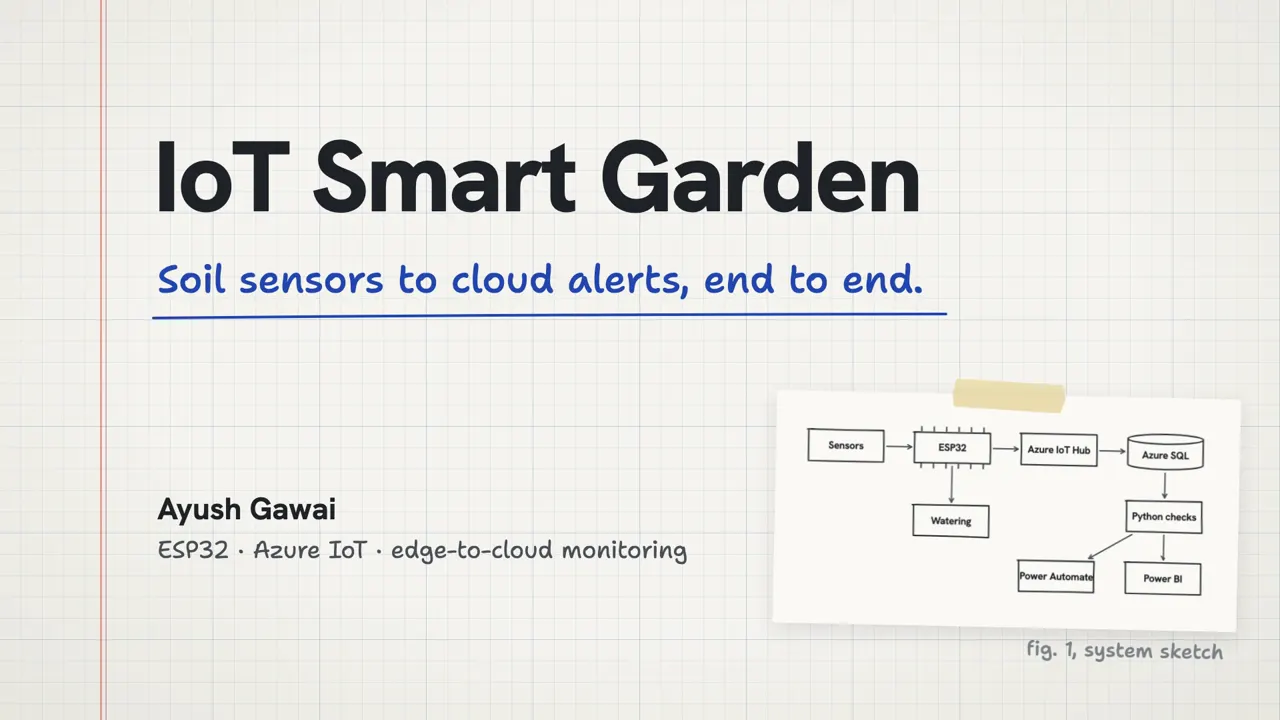 IoT Smart Garden
Soil sensors to cloud alerts, end to end.
Ayush Gawai
ESP32 · Azure IoT · edge-to-cloud monitoring
Sensors
ESP32
Azure IoT Hub
Azure SQL
Watering
Python checks
Power Automate
Power BI
fig. 1, system sketch